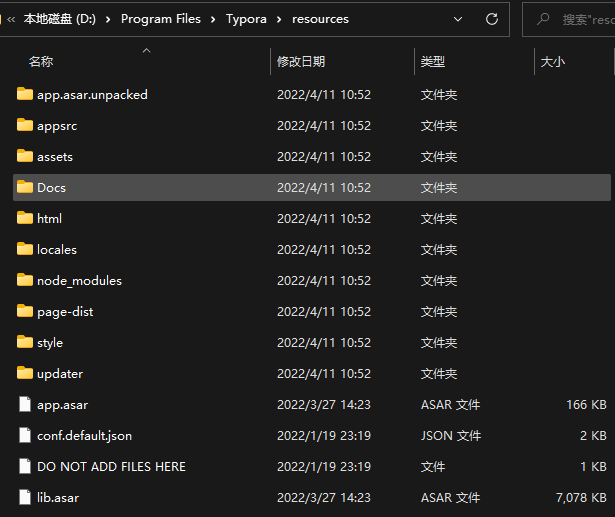 « 本地磁盘 (D:) › Program Files › Typora › resources 搜索"reso
名称 修改日期 类型 大小
app.asar.unpacked 2022/4/11 10:52 文件夹
appsrc 2022/4/11 10:52 文件夹
assets 2022/4/11 10:52 文件夹
Docs 2022/4/11 10:52 文件夹
html 2022/4/11 10:52 文件夹
locales 2022/4/11 10:52 文件夹
node_modules 2022/4/11 10:52 文件夹
page-dist 2022/4/11 10:52 文件夹
style 2022/4/11 10:52 文件夹
updater 2022/4/11 10:52 文件夹
app.asar 2022/3/27 14:23 ASAR 文件 166 KB
conf.default.json 2022/1/19 23:19 JSON 文件 2 KB
DO NOT ADD FILES HERE 2022/1/19 23:19 文件 1 KB
lib.asar 2022/3/27 14:23 ASAR 文件 7,078 KB